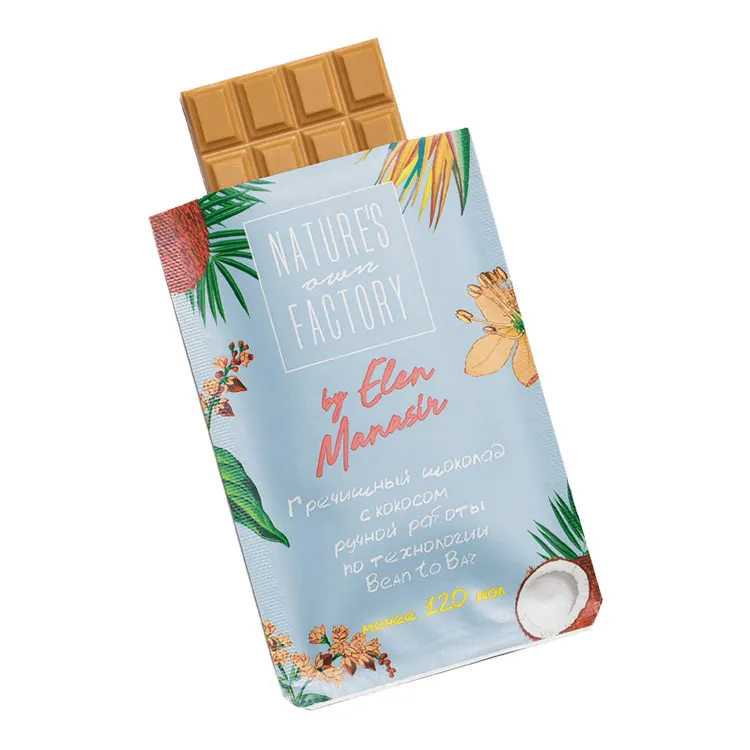 NATURE'S
own
FACTORY
by Elen
Manasir
Гречишный шоколад
с кокосом
ручной работы
по технологии
Bean to Bar
менее 120 ккал